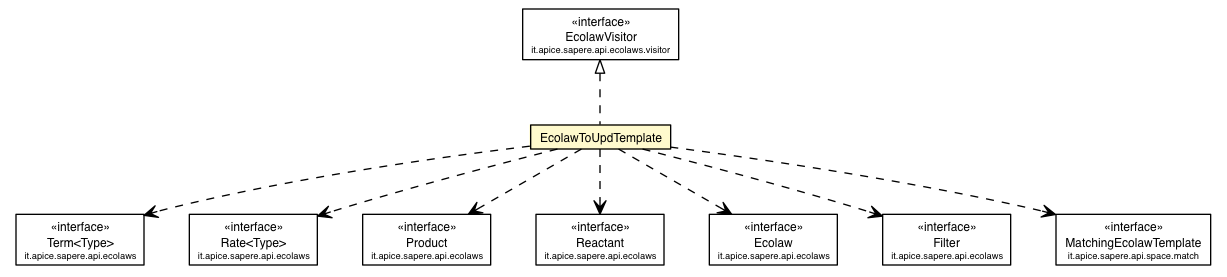 «interface»
EcolawVisitor
it.apice.sapere.api.ecolaws.visitor
EcolawToUpdTemplate
«interface»
Term<Type>
it.apice.sapere.api.ecolaws
«interface»
Rate<Type>
it.apice.sapere.api.ecolaws
«interface»
Product
it.apice.sapere.api.ecolaws
«interface»
Reactant
it.apice.sapere.api.ecolaws
«interface»
Ecolaw
it.apice.sapere.api.ecolaws
«interface»
Filter
it.apice.sapere.api.ecolaws
«interface»
MatchingEcolawTemplate
it.apice.sapere.api.space.match